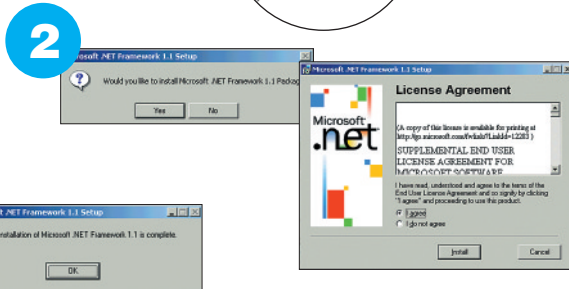 2
rosoft .NET Framework 1.1 Setup
Would you like to install Microsoft .NET Framework 1.1 Packag
Yes
No
Microsoft .NET Framework 1.1 Setup
License Agreement
Microsoft
.net
(A copy of this license is available for printing at
http://go.microsoft.com/fwlink/?LinkId=12283 )
SUPPLEMENTAL END USER
LICENSE AGREEMENT FOR
MICROSOFT SOFTWARE
I have read, understood and agree to the terms of the
End User License Agreement and so signify by clicking
"I agree" and proceeding to use this product.
I agree
I do not agree
Install
Cancel
ft .NET Framework 1.1 Setup
nstallation of Microsoft .NET Framework 1.1 is complete.
OK